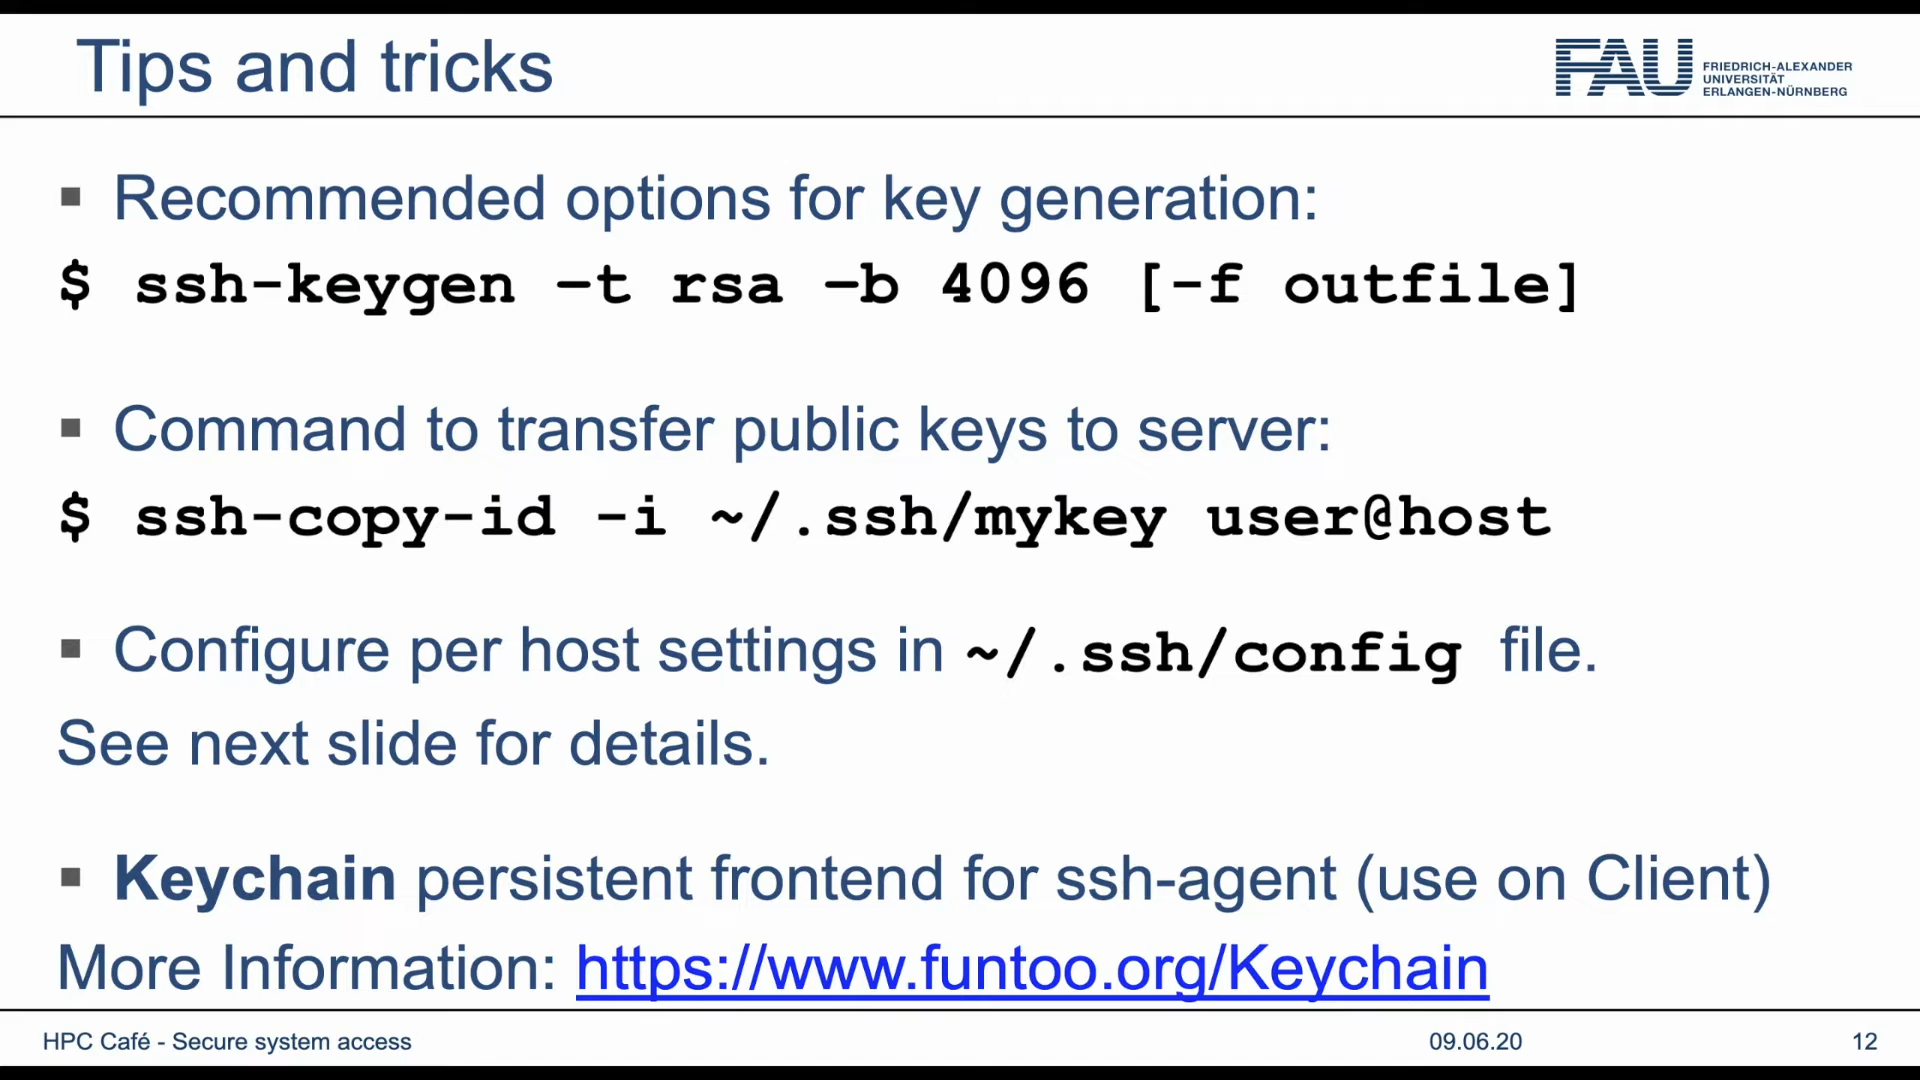 Tips and tricks
FAU
FRIEDRICH-ALEXANDER
UNIVERSITÄT
ERLANGEN-NÜRNBERG
▪ Recommended options for key generation:
$ ssh-keygen –t rsa –b 4096 [-f outfile]
▪ Command to transfer public keys to server:
$ ssh-copy-id -i ~/.ssh/mykey user@host
▪ Configure per host settings in ~/.ssh/config file.
See next slide for details.
▪ Keychain persistent frontend for ssh-agent (use on Client)
More Information: https://www.funtoo.org/Keychain
HPC Café - Secure system access
09.06.20
12